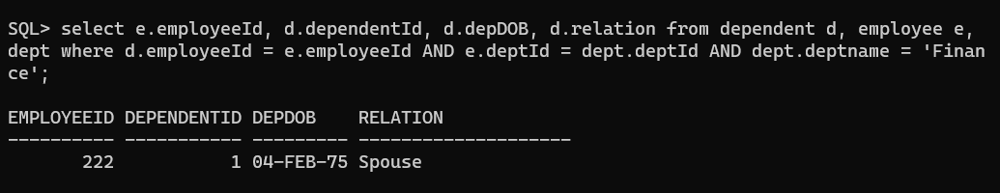 SQL> select e.employeeId, d.dependentId, d.depDOB, d.relation from dependent d, employee e,
dept where d.employeeId = e.employeeId AND e.deptId = dept.deptId AND dept.deptname = 'Finan
ce';
EMPLOYEEID DEPENDENTID DEPDOB    RELATION
---------- ----------- --------- --------------------
       222           1 04-FEB-75 Spouse